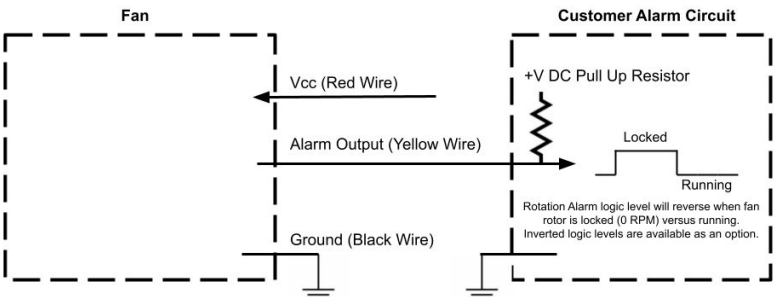 Fan
Customer Alarm Circuit
Vcc (Red Wire)
+V DC Pull Up Resistor
Alarm Output (Yellow Wire)
Locked
Running
Rotation Alarm logic level will reverse when fan
rotor is locked (0 RPM) versus running.
Inverted logic levels are available as an option.
Ground (Black Wire)